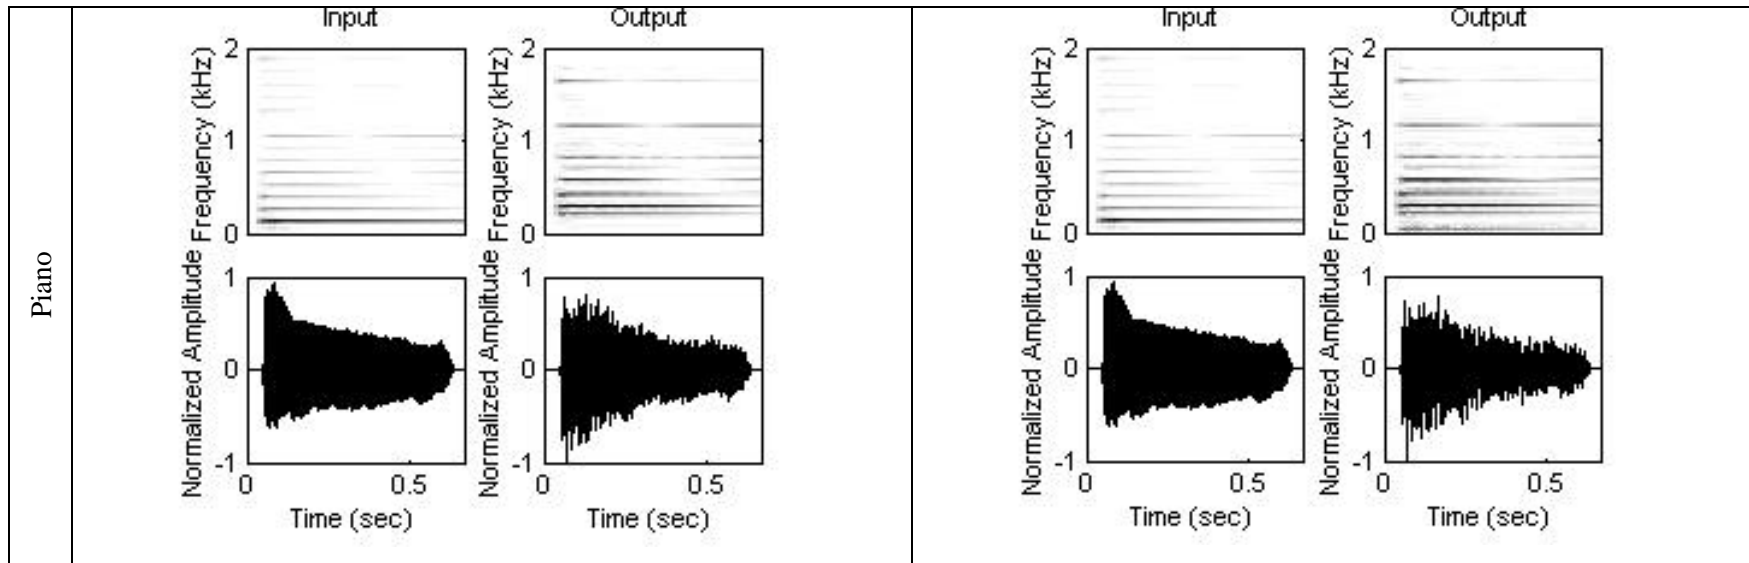 Piano
Input
Output
Frequency (kHz)
2
1
0
Frequency (kHz)
2
1
0
Normalized Amplitude
1
0
-1
Normalized Amplitude
1
0
-1
0
0.5
0
0.5
Time (sec)
Time (sec)
Input
Output
Frequency (kHz)
2
1
0
Frequency (kHz)
2
1
0
Normalized Amplitude
1
0
-1
Normalized Amplitude
1
0
-1
0
0.5
0
0.5
Time (sec)
Time (sec)